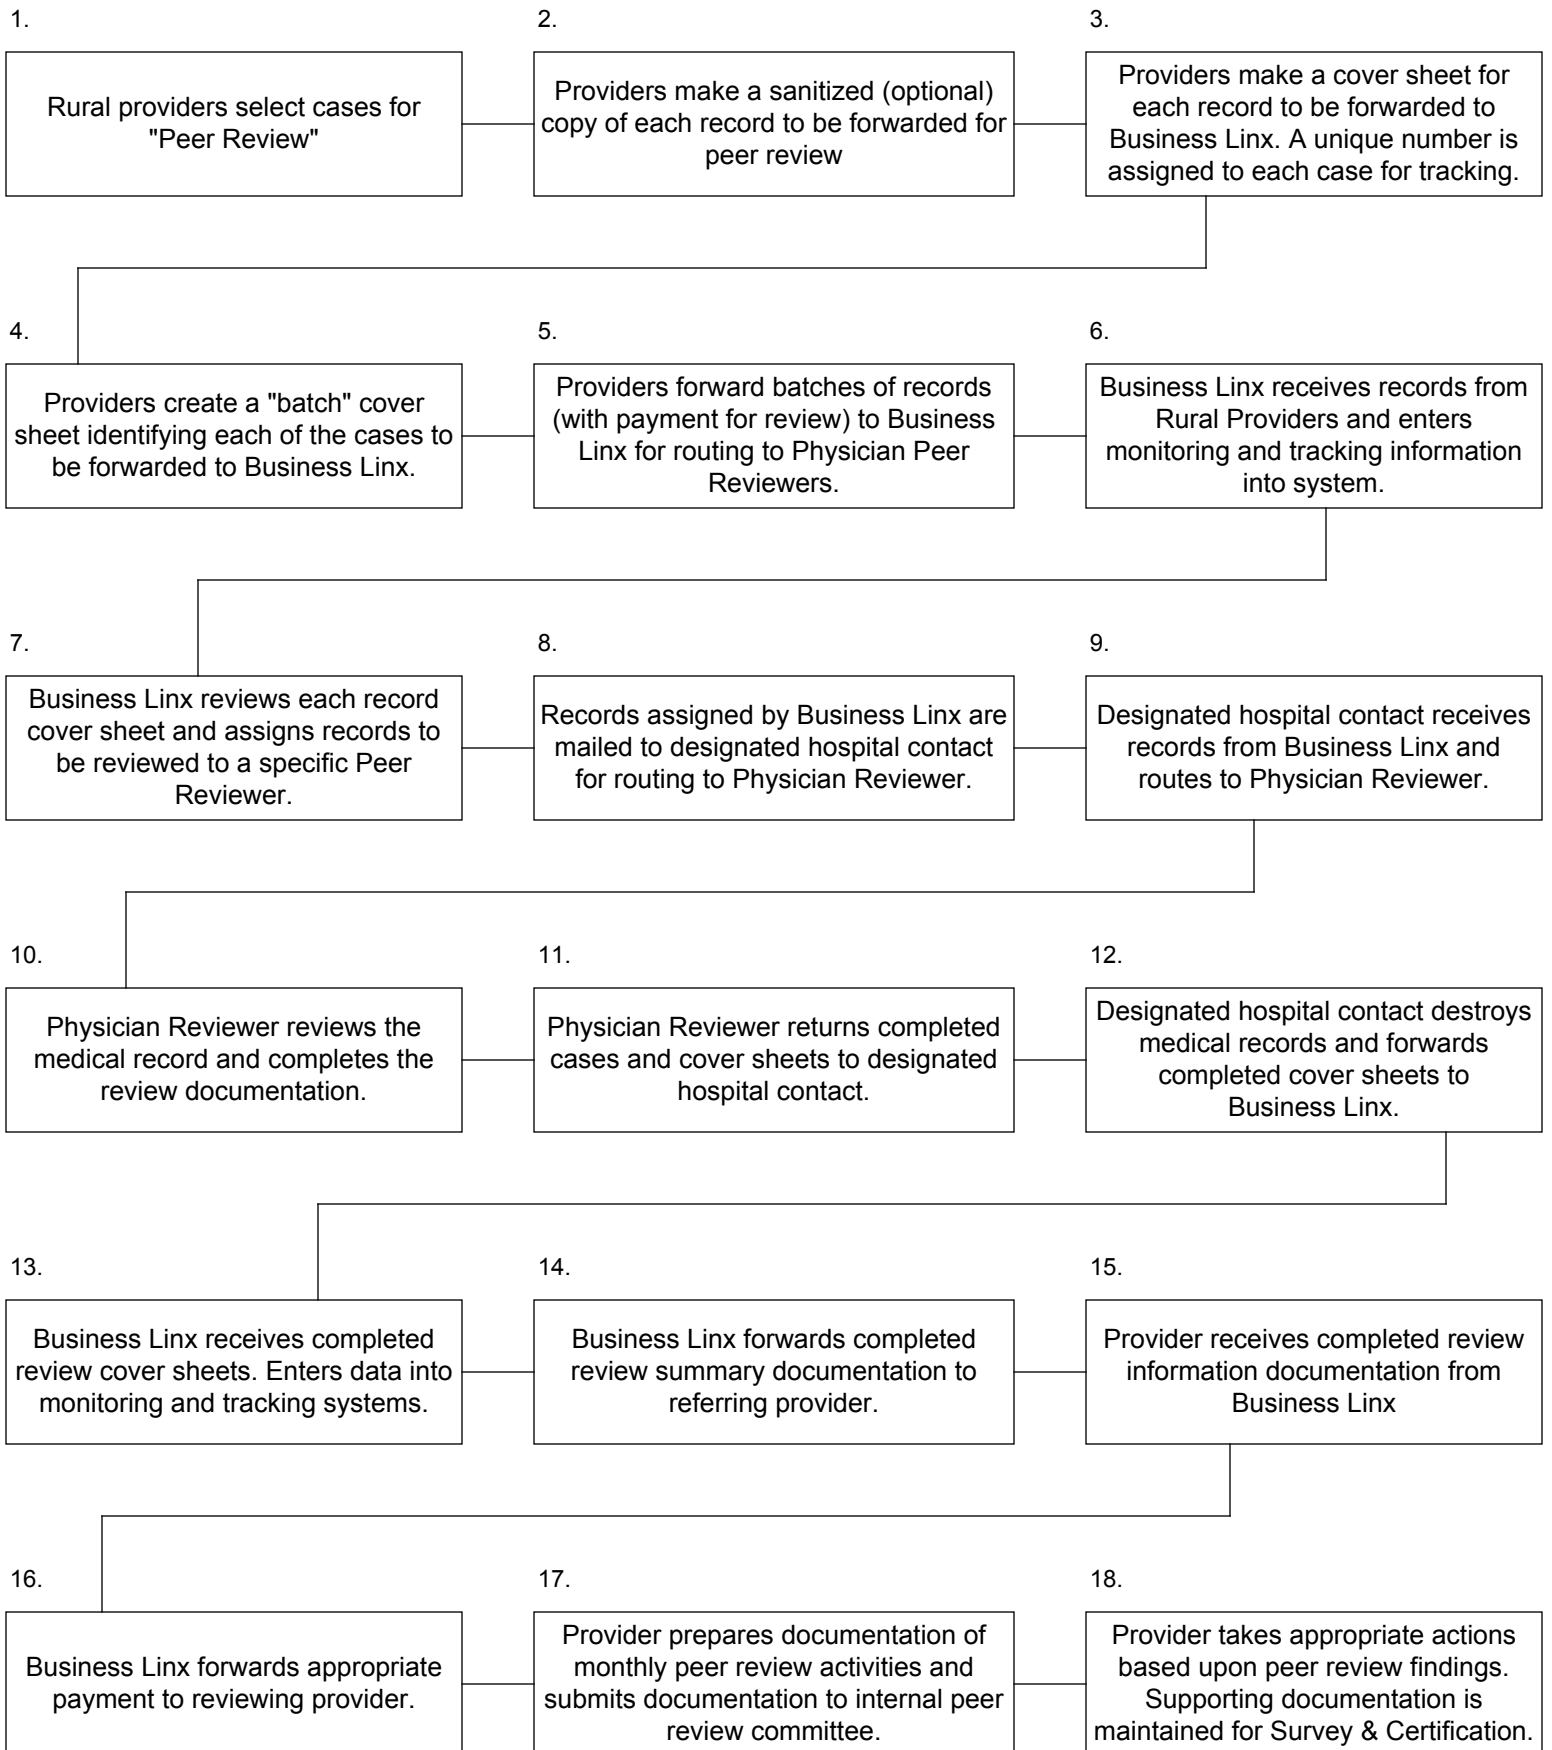 1.
Rural providers select cases for
"Peer Review"
2.
Providers make a sanitized (optional)
copy of each record to be forwarded for
peer review
3.
Providers make a cover sheet for
each record to be forwarded to
Business Linx. A unique number is
assigned to each case for tracking.
4.
Providers create a "batch" cover
sheet identifying each of the cases to
be forwarded to Business Linx.
5.
Providers forward batches of records
(with payment for review) to Business
Linx for routing to Physician Peer
Reviewers.
6.
Business Linx receives records from
Rural Providers and enters
monitoring and tracking information
into system.
7.
Business Linx reviews each record
cover sheet and assigns records to
be reviewed to a specific Peer
Reviewer.
8.
Records assigned by Business Linx are
mailed to designated hospital contact
for routing to Physician Reviewer.
9.
Designated hospital contact receives
records from Business Linx and
routes to Physician Reviewer.
10.
Physician Reviewer reviews the
medical record and completes the
review documentation.
11.
Physician Reviewer returns completed
cases and cover sheets to designated
hospital contact.
12.
Designated hospital contact destroys
medical records and forwards
completed cover sheets to
Business Linx.
13.
Business Linx receives completed
review cover sheets. Enters data into
monitoring and tracking systems.
14.
Business Linx forwards completed
review summary documentation to
referring provider.
15.
Provider receives completed review
information documentation from
Business Linx
16.
Business Linx forwards appropriate
payment to reviewing provider.
17.
Provider prepares documentation of
monthly peer review activities and
submits documentation to internal peer
review committee.
18.
Provider takes appropriate actions
based upon peer review findings.
Supporting documentation is
maintained for Survey & Certification.